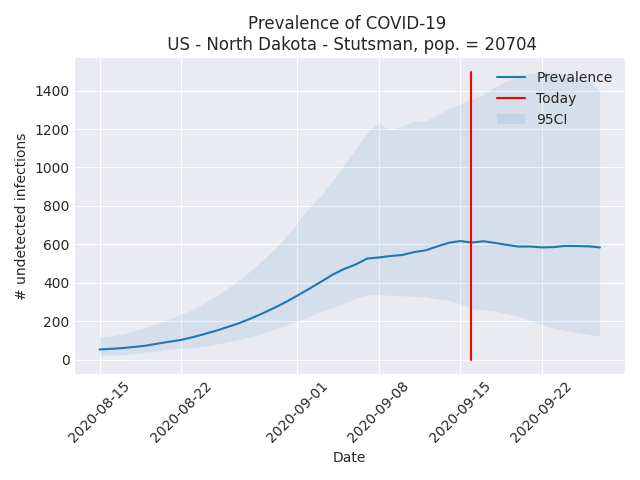 Prevalence of COVID-19
US - North Dakota - Stutsman, pop. = 20704
Prevalence
Today
95CI
# undetected infections
1400
1200
1000
800
600
400
200
0
2020-08-15
2020-08-22
2020-09-01
2020-09-08
2020-09-15
2020-09-22
Date